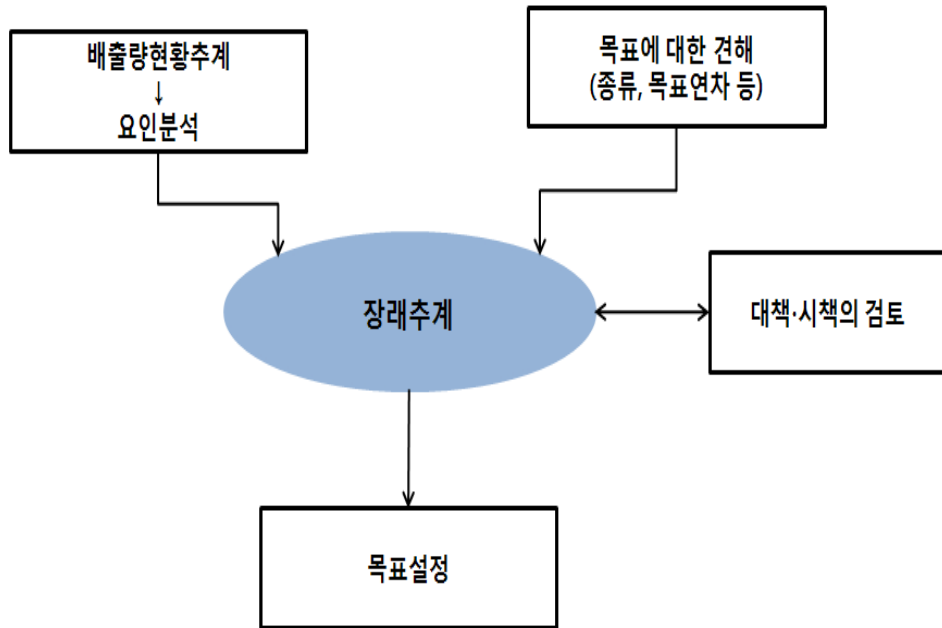 배출량현황추계
↓
요인분석
목표에 대한 견해
(종류, 목표연차 등)
장래추계
대책·시책의 검토
목표설정